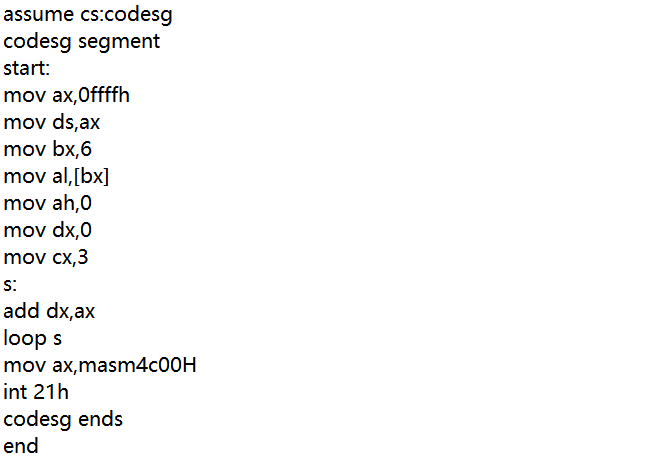 assume cs:codesg
codesg segment
start:
mov ax,0ffffh
mov ds,ax
mov bx,6
mov al,[bx]
mov ah,0
mov dx,0
mov cx,3
s:
add dx,ax
loop s
mov ax,masm4c00H
int 21h
codesg ends
end